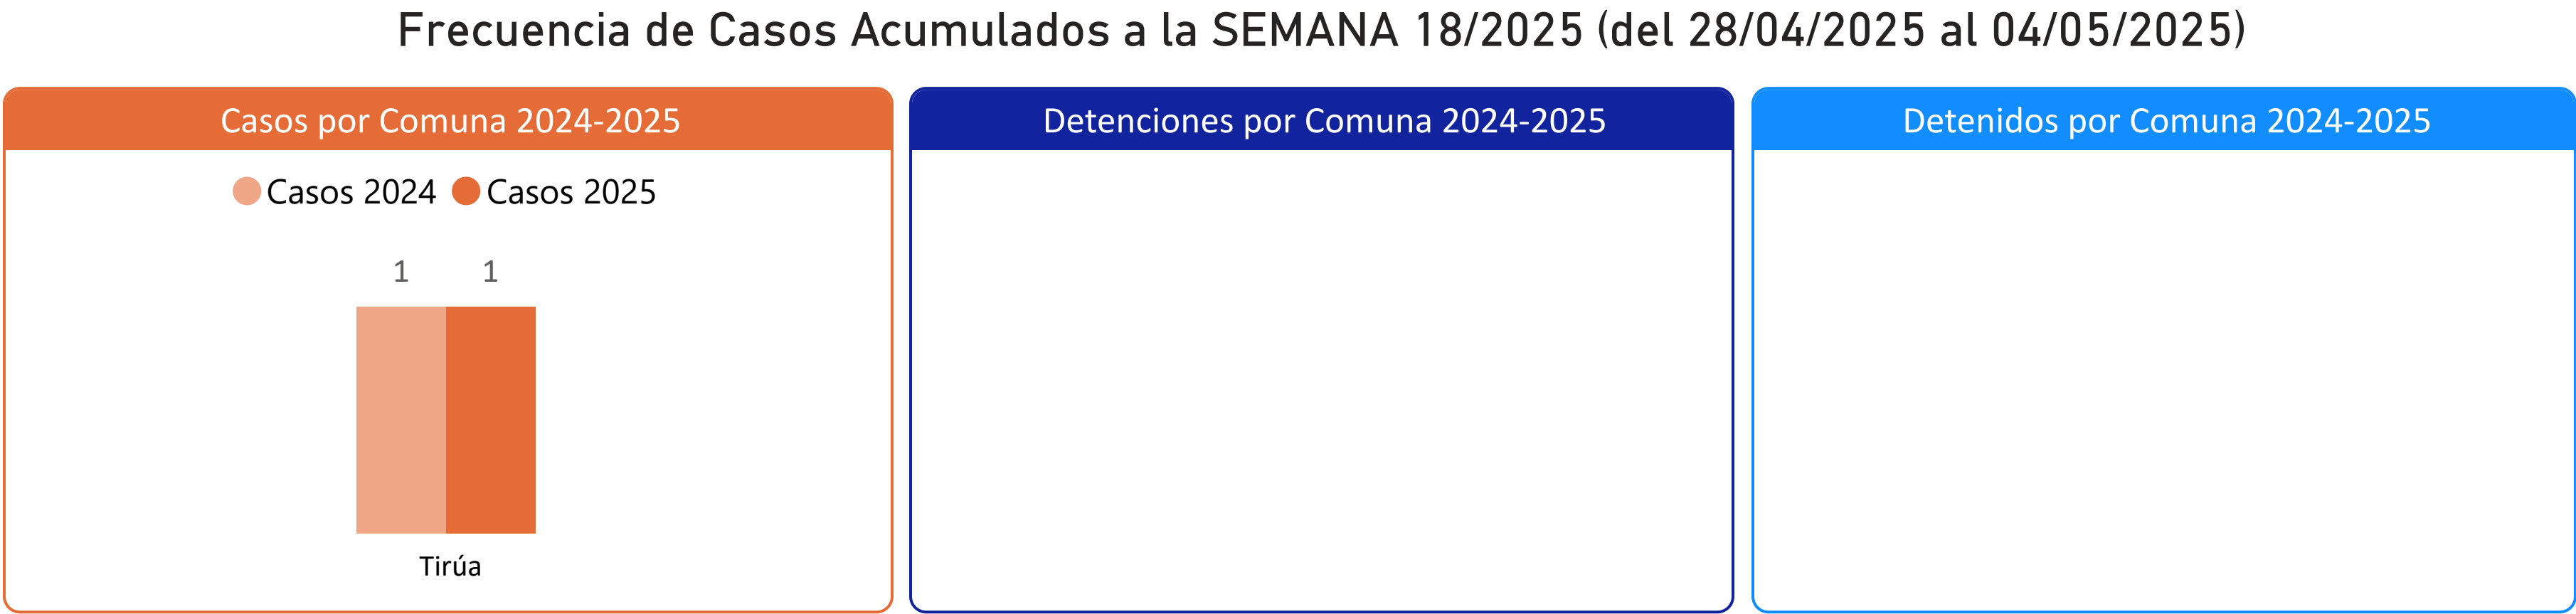 Frecuencia de Casos Acumulados a la SEMANA 18/2025 (del 28/04/2025 al 04/05/2025)
Casos por Comuna 2024-2025
Casos 2024 Casos 2025
1 1
Tirúa
Detenciones por Comuna 2024-2025
Detenidos por Comuna 2024-2025